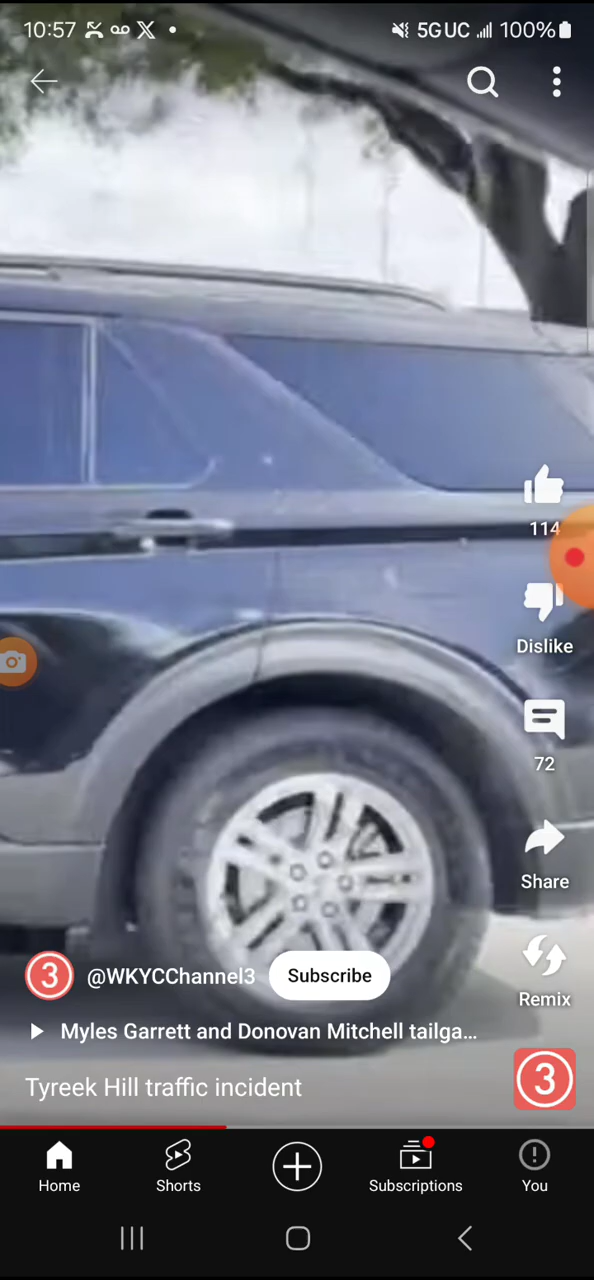 10:57
5G UC 100%
114
Dislike
72
Share
Remix
3 @WKYCChannel3 Subscribe
Myles Garrett and Donovan Mitchell tailga...
Tyreek Hill traffic incident
3
Home Shorts Subscriptions You